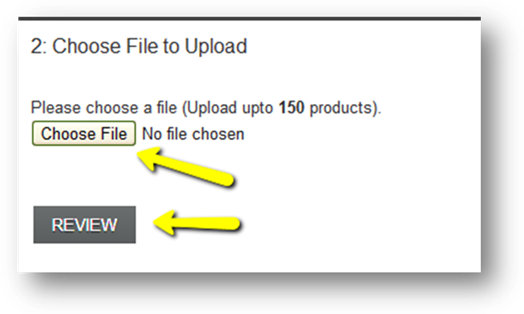 2: Choose File to Upload
Please choose a file (Upload upto 150 products).
Choose File No file chosen
REVIEW